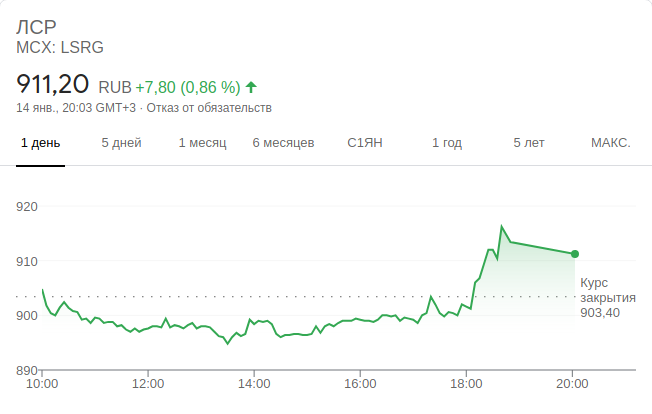 ЛСР
MCX: LSRG
911,20 RUB +7,80 (0,86 %)
14 янв., 20:03 GMT+3 · Отказ от обязательств
1 день 5 дней 1 месяц 6 месяцев С1ЯН 1 год 5 лет МАКС.
920
910
900
890
Курс
закрытия
903,40
10:00 12:00 14:00 16:00 18:00 20:00